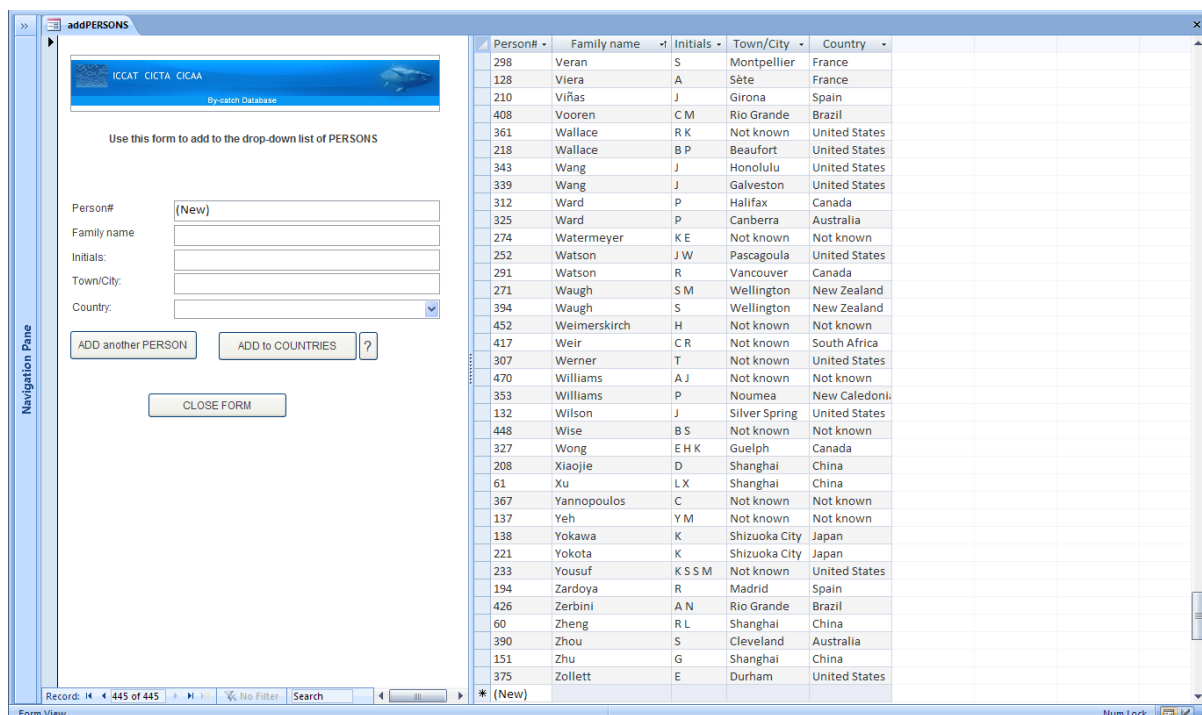 addPERSONS
ICCAT CICTA CICAA
By-catch Database
Use this form to add to the drop-down list of PERSONS
Person# (New)
Family name
Initials:
Town/City:
Country:
ADD another PERSON ADD to COUNTRIES ?
CLOSE FORM
Navigation Pane
Person# Family name Initials Town/City Country
298 Veran S Montpellier France
128 Viera A Sète France
210 Viñas J Girona Spain
408 Vooren C M Rio Grande Brazil
361 Wallace R K Not known United States
218 Wallace B P Beaufort United States
343 Wang J Honolulu United States
339 Wang J Galveston United States
312 Ward P Halifax Canada
325 Ward P Canberra Australia
274 Watermeyer K E Not known Not known
252 Watson J W Pascagoula United States
291 Watson R Vancouver Canada
271 Waugh S M Wellington New Zealand
394 Waugh S Wellington New Zealand
452 Weimerskirch H Not known Not known
417 Weir C R Not known South Africa
307 Werner T Not known United States
470 Williams A J Not known Not known
353 Williams P Noumea New Caledoni
132 Wilson J Silver Spring United States
448 Wise B S Not known Not known
327 Wong E H K Guelph Canada
208 Xiaojie D Shanghai China
61 Xu L X Shanghai China
367 Yannopoulos C Not known Not known
137 Yeh Y M Not known Not known
138 Yokawa K Shizuoka City Japan
221 Yokota K Shizuoka City Japan
233 Yousuf K S S M Not known United States
194 Zardoya R Madrid Spain
426 Zerbini A N Rio Grande Brazil
60 Zheng R L Shanghai China
390 Zhou S Cleveland Australia
151 Zhu G Shanghai China
375 Zollett E Durham United States
(New)
Record: 445 of 445 No Filter Search
Form View Num Lock